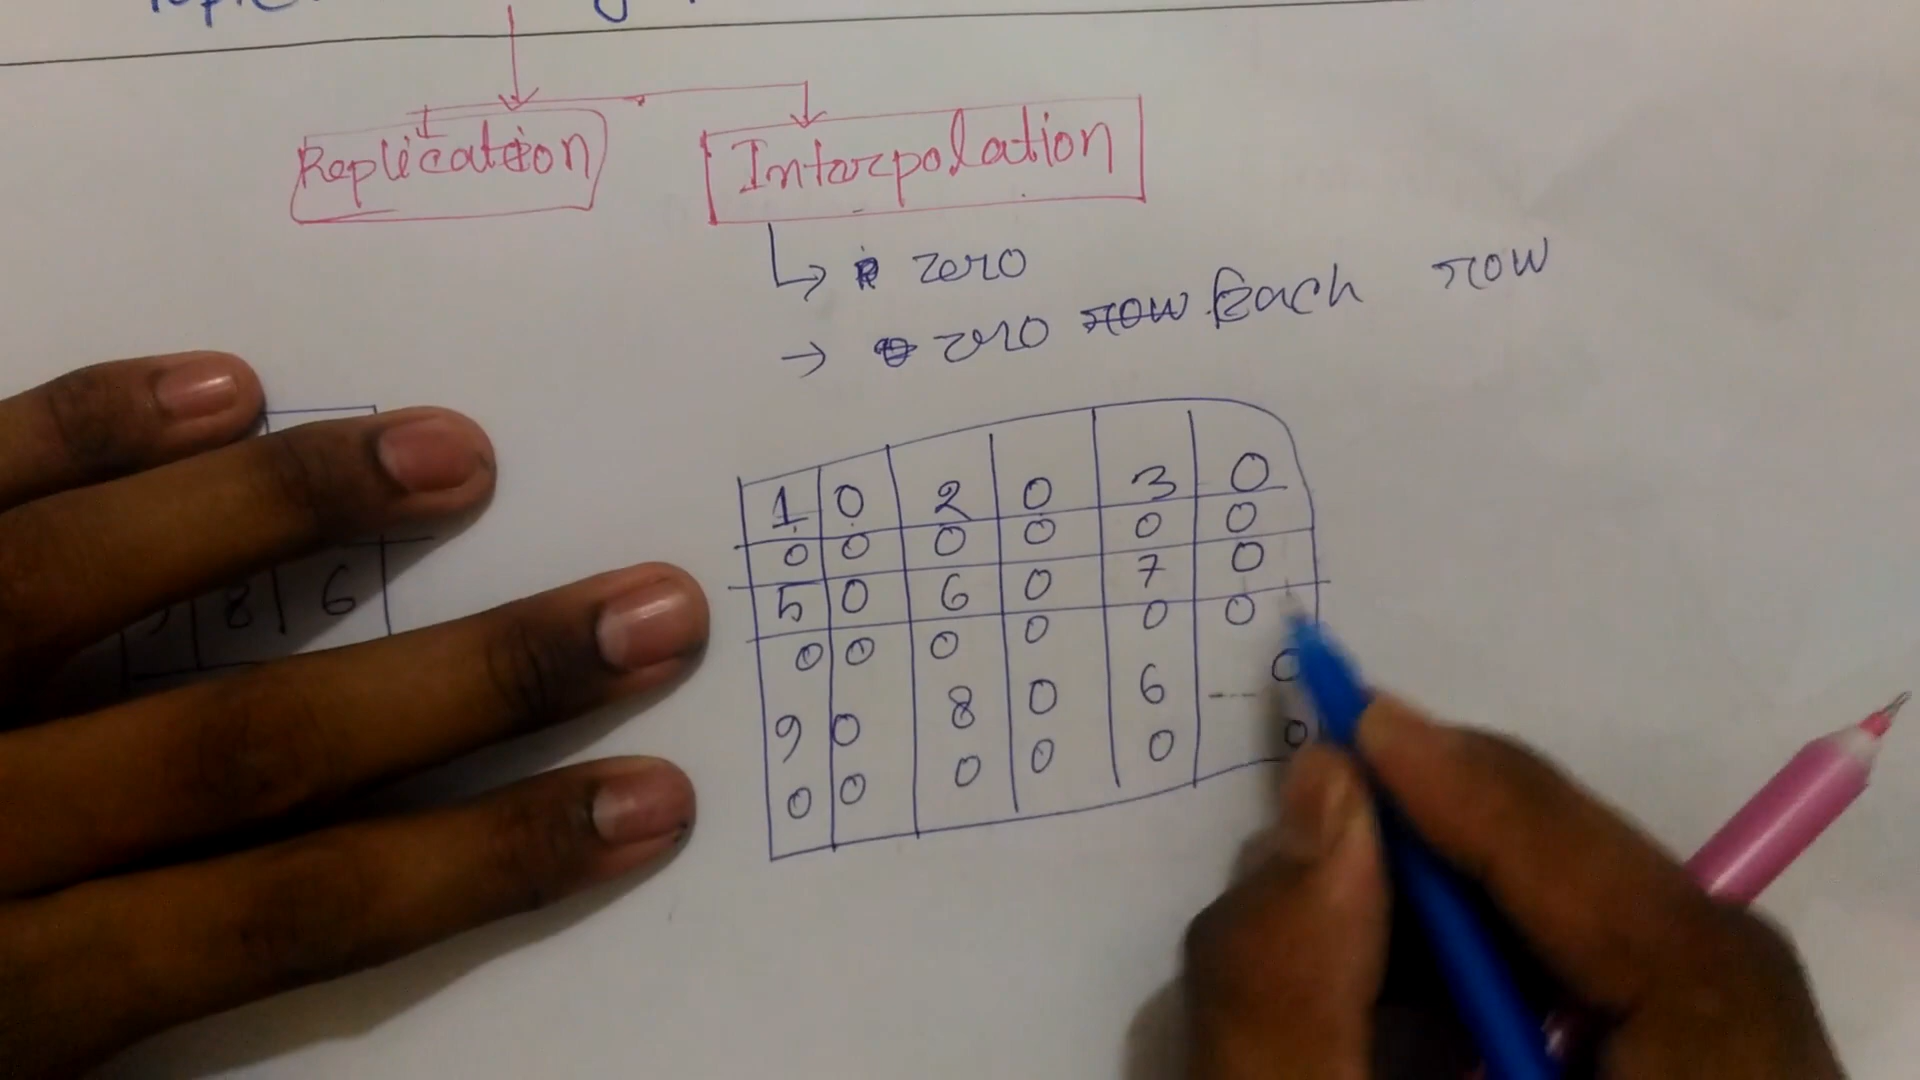 Replication Interpolation
zero
zero row Each row
1 0 2 0 3 0
0 0 0 0 0 0
5 0 6 0 7 0
8 6
0 0 0 0 0 0
9 0 8 0 6 0
0 0 0 0 0 0